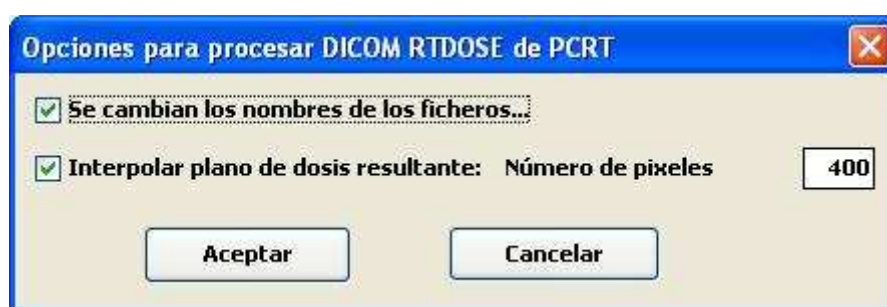 Opciones para procesar DICOM RTDOSE de PCRT
Se cambian los nombres de los ficheros...
Interpolar plano de dosis resultante: Número de pixeles 400
Aceptar Cancelar